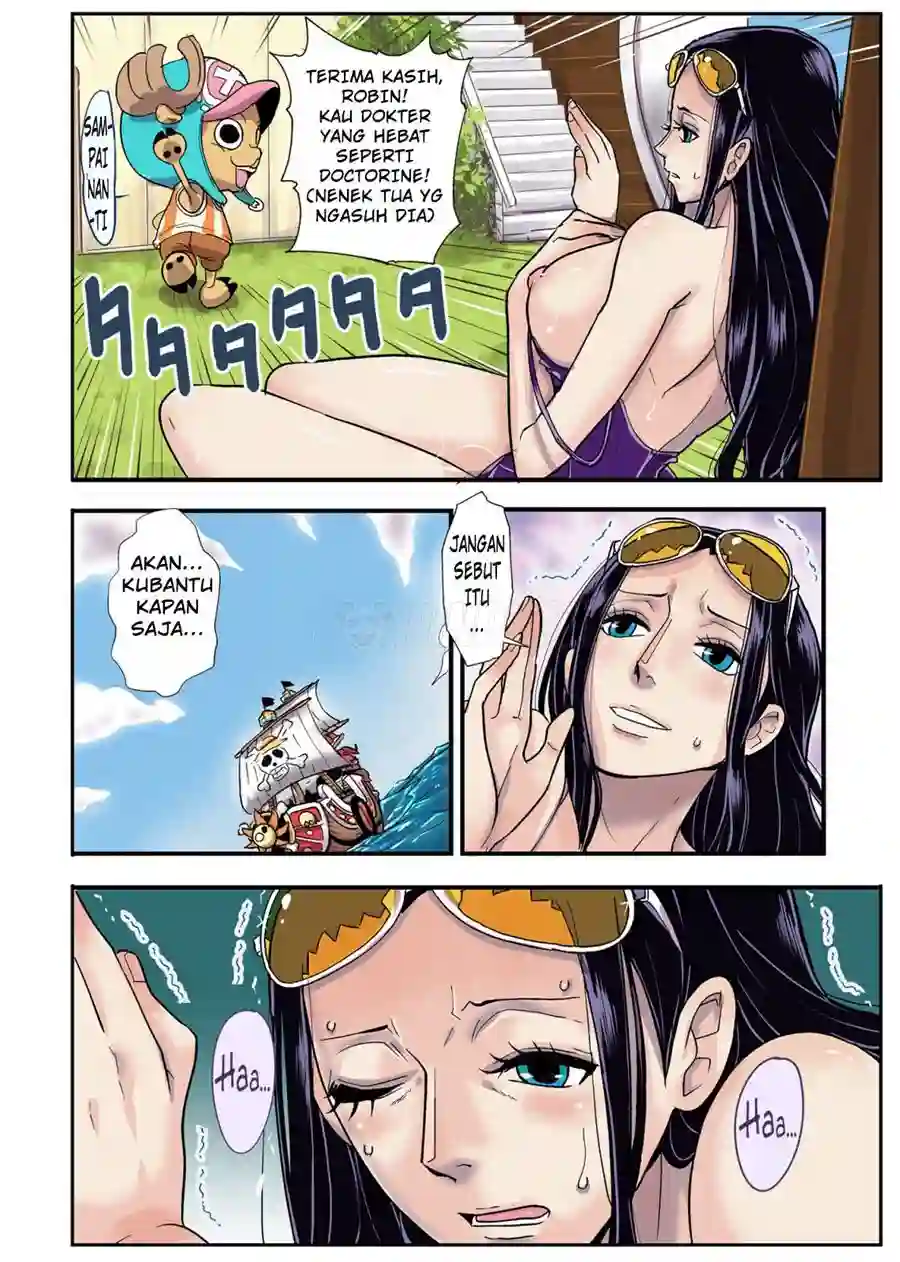 TERIMA KASIH,
ROBIN!
KAU DOKTER
YANG HEBAT
SEPERTI
DOCTORINE!
(NENEK TUA YG
NGASUH DIA)
SAM-
PAI
NAN
-TI
タタタタタタ
JANGAN
SEBUT
ITU
...
AKAN...
KUBANTU
KAPAN
SAJA...
Haa...
Haa...